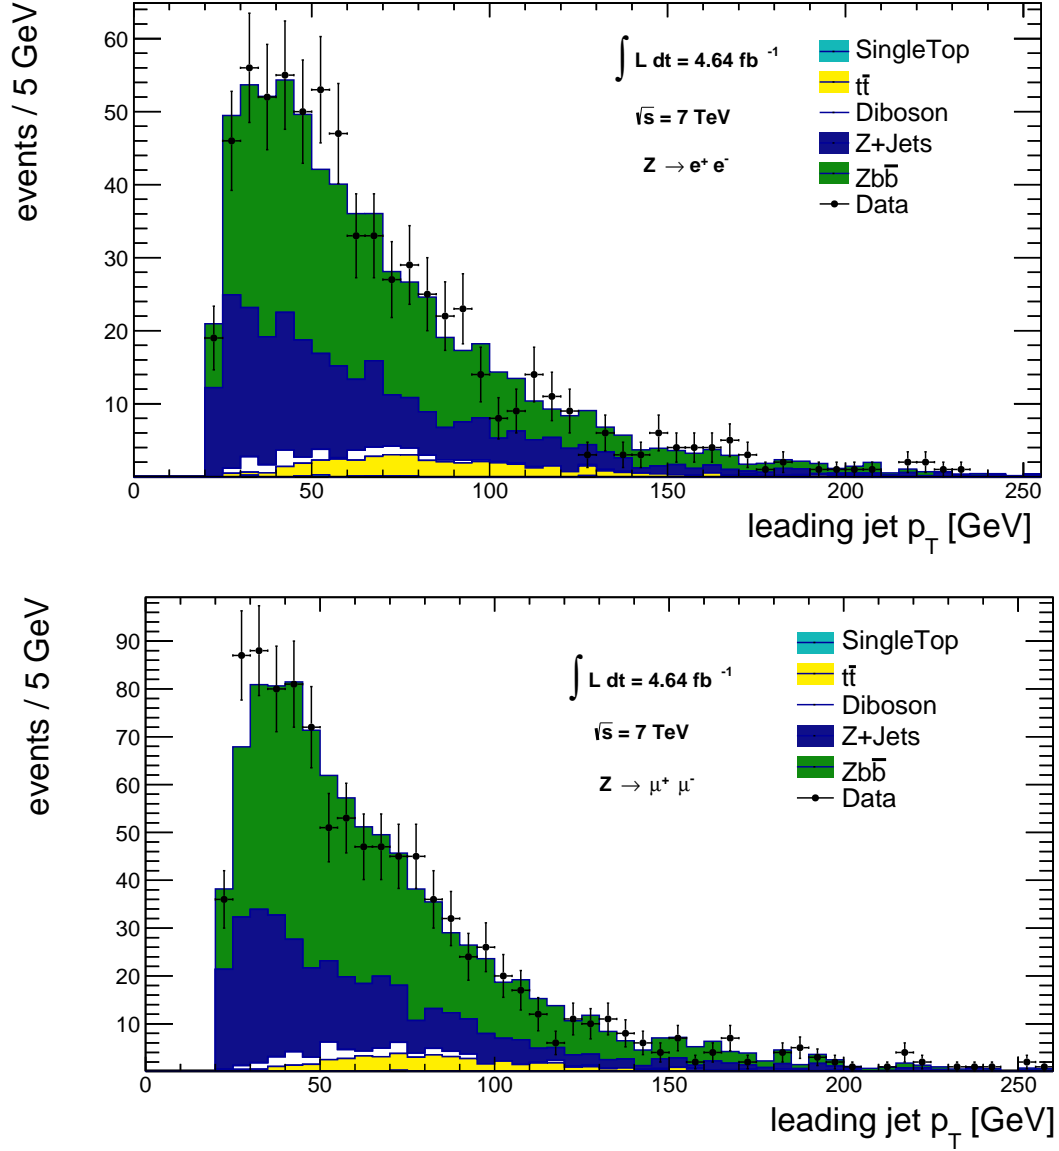 events / 5 GeV
60
50
40
30
20
10
∫ L dt = 4.64 fb ⁻¹
√s = 7 TeV
Z → e⁺ e⁻
SingleTop
tt̄
Diboson
Z+Jets
Zbb̄
Data
0 50 100 150 200 250
leading jet p_T [GeV]
events / 5 GeV
90
80
70
60
50
40
30
20
10
∫ L dt = 4.64 fb ⁻¹
√s = 7 TeV
Z → μ⁺ μ⁻
SingleTop
tt̄
Diboson
Z+Jets
Zbb̄
Data
0 50 100 150 200 250
leading jet p_T [GeV]